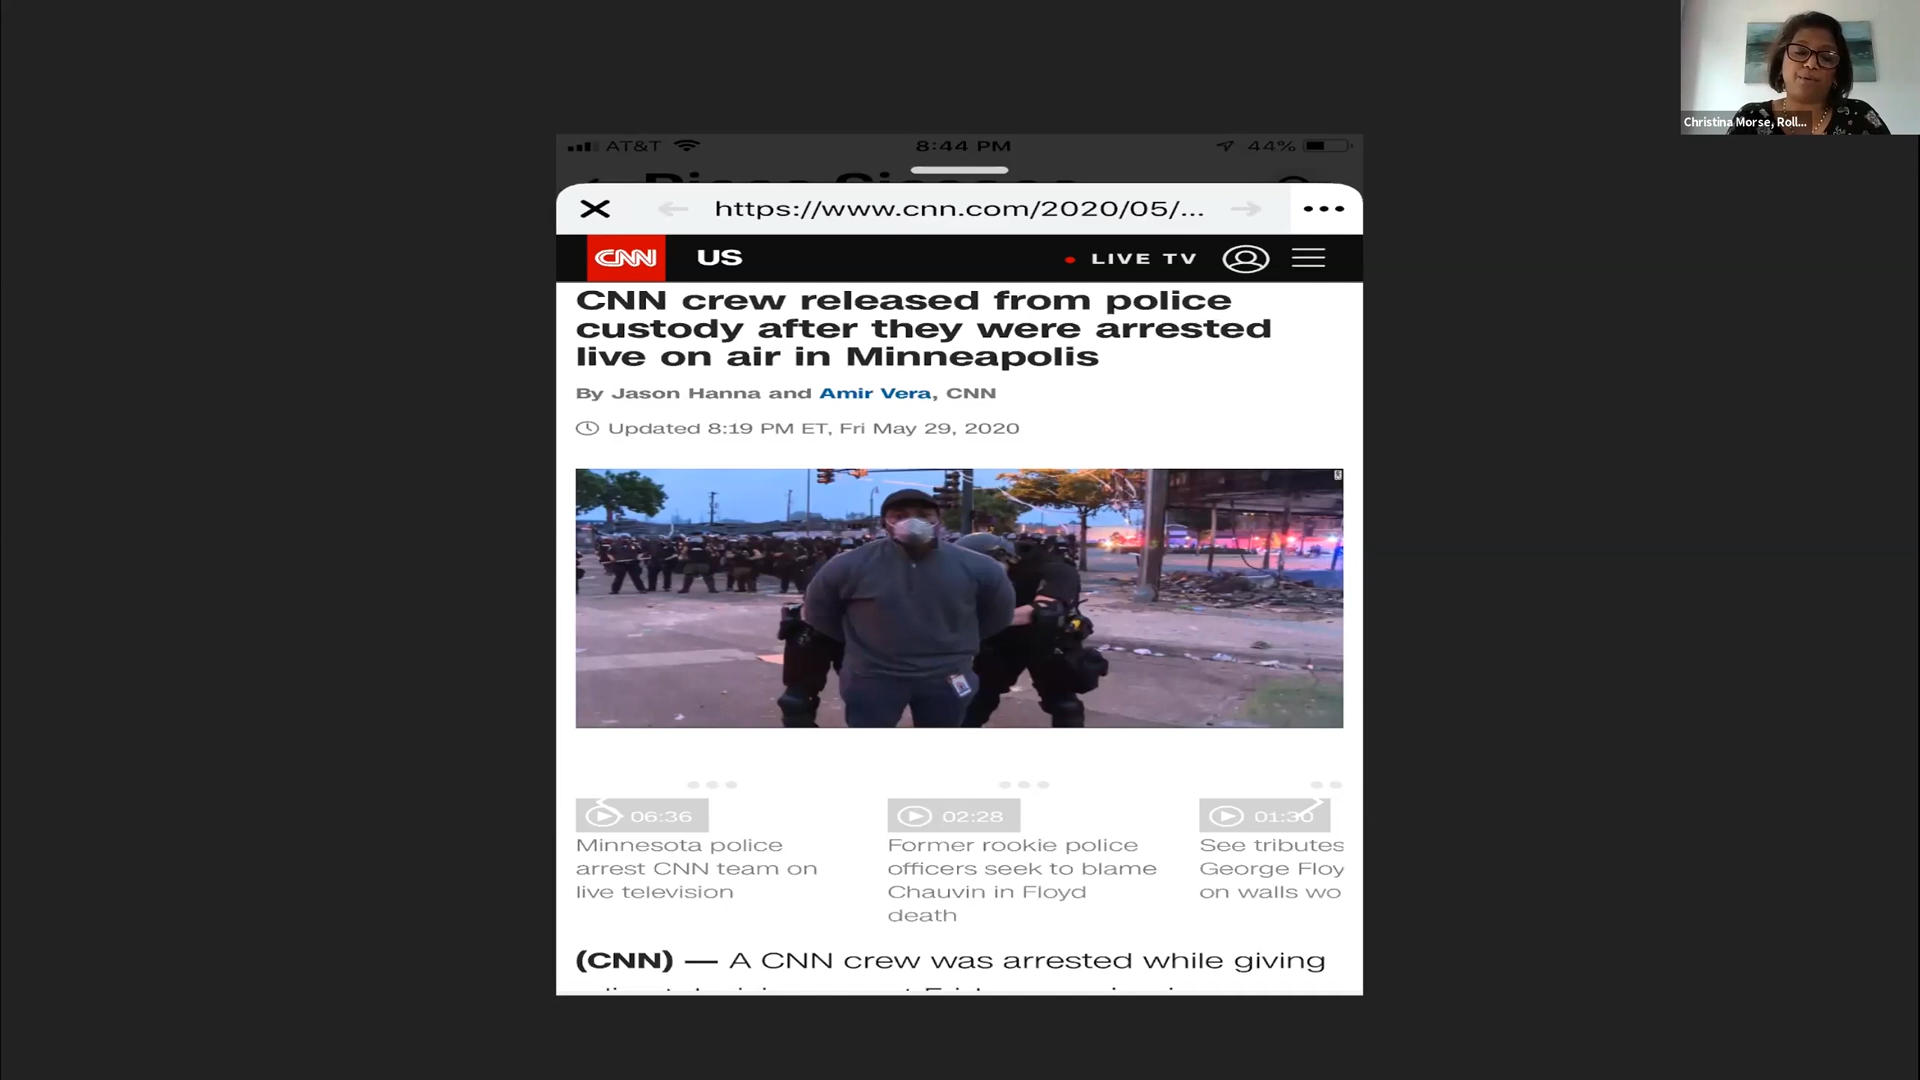 Christina Morse, Roll...
AT&T
8:44 PM
44%
https://www.cnn.com/2020/05/...
CNN
US
LIVE TV
CNN crew released from police
custody after they were arrested
live on air in Minneapolis
By Jason Hanna and Amir Vera, CNN
Updated 8:19 PM ET, Fri May 29, 2020
06:36
Minnesota police
arrest CNN team on
live television
02:28
Former rookie police
officers seek to blame
Chauvin in Floyd
death
01:30
See tributes
George Floy
on walls wo
(CNN) — A CNN crew was arrested while giving